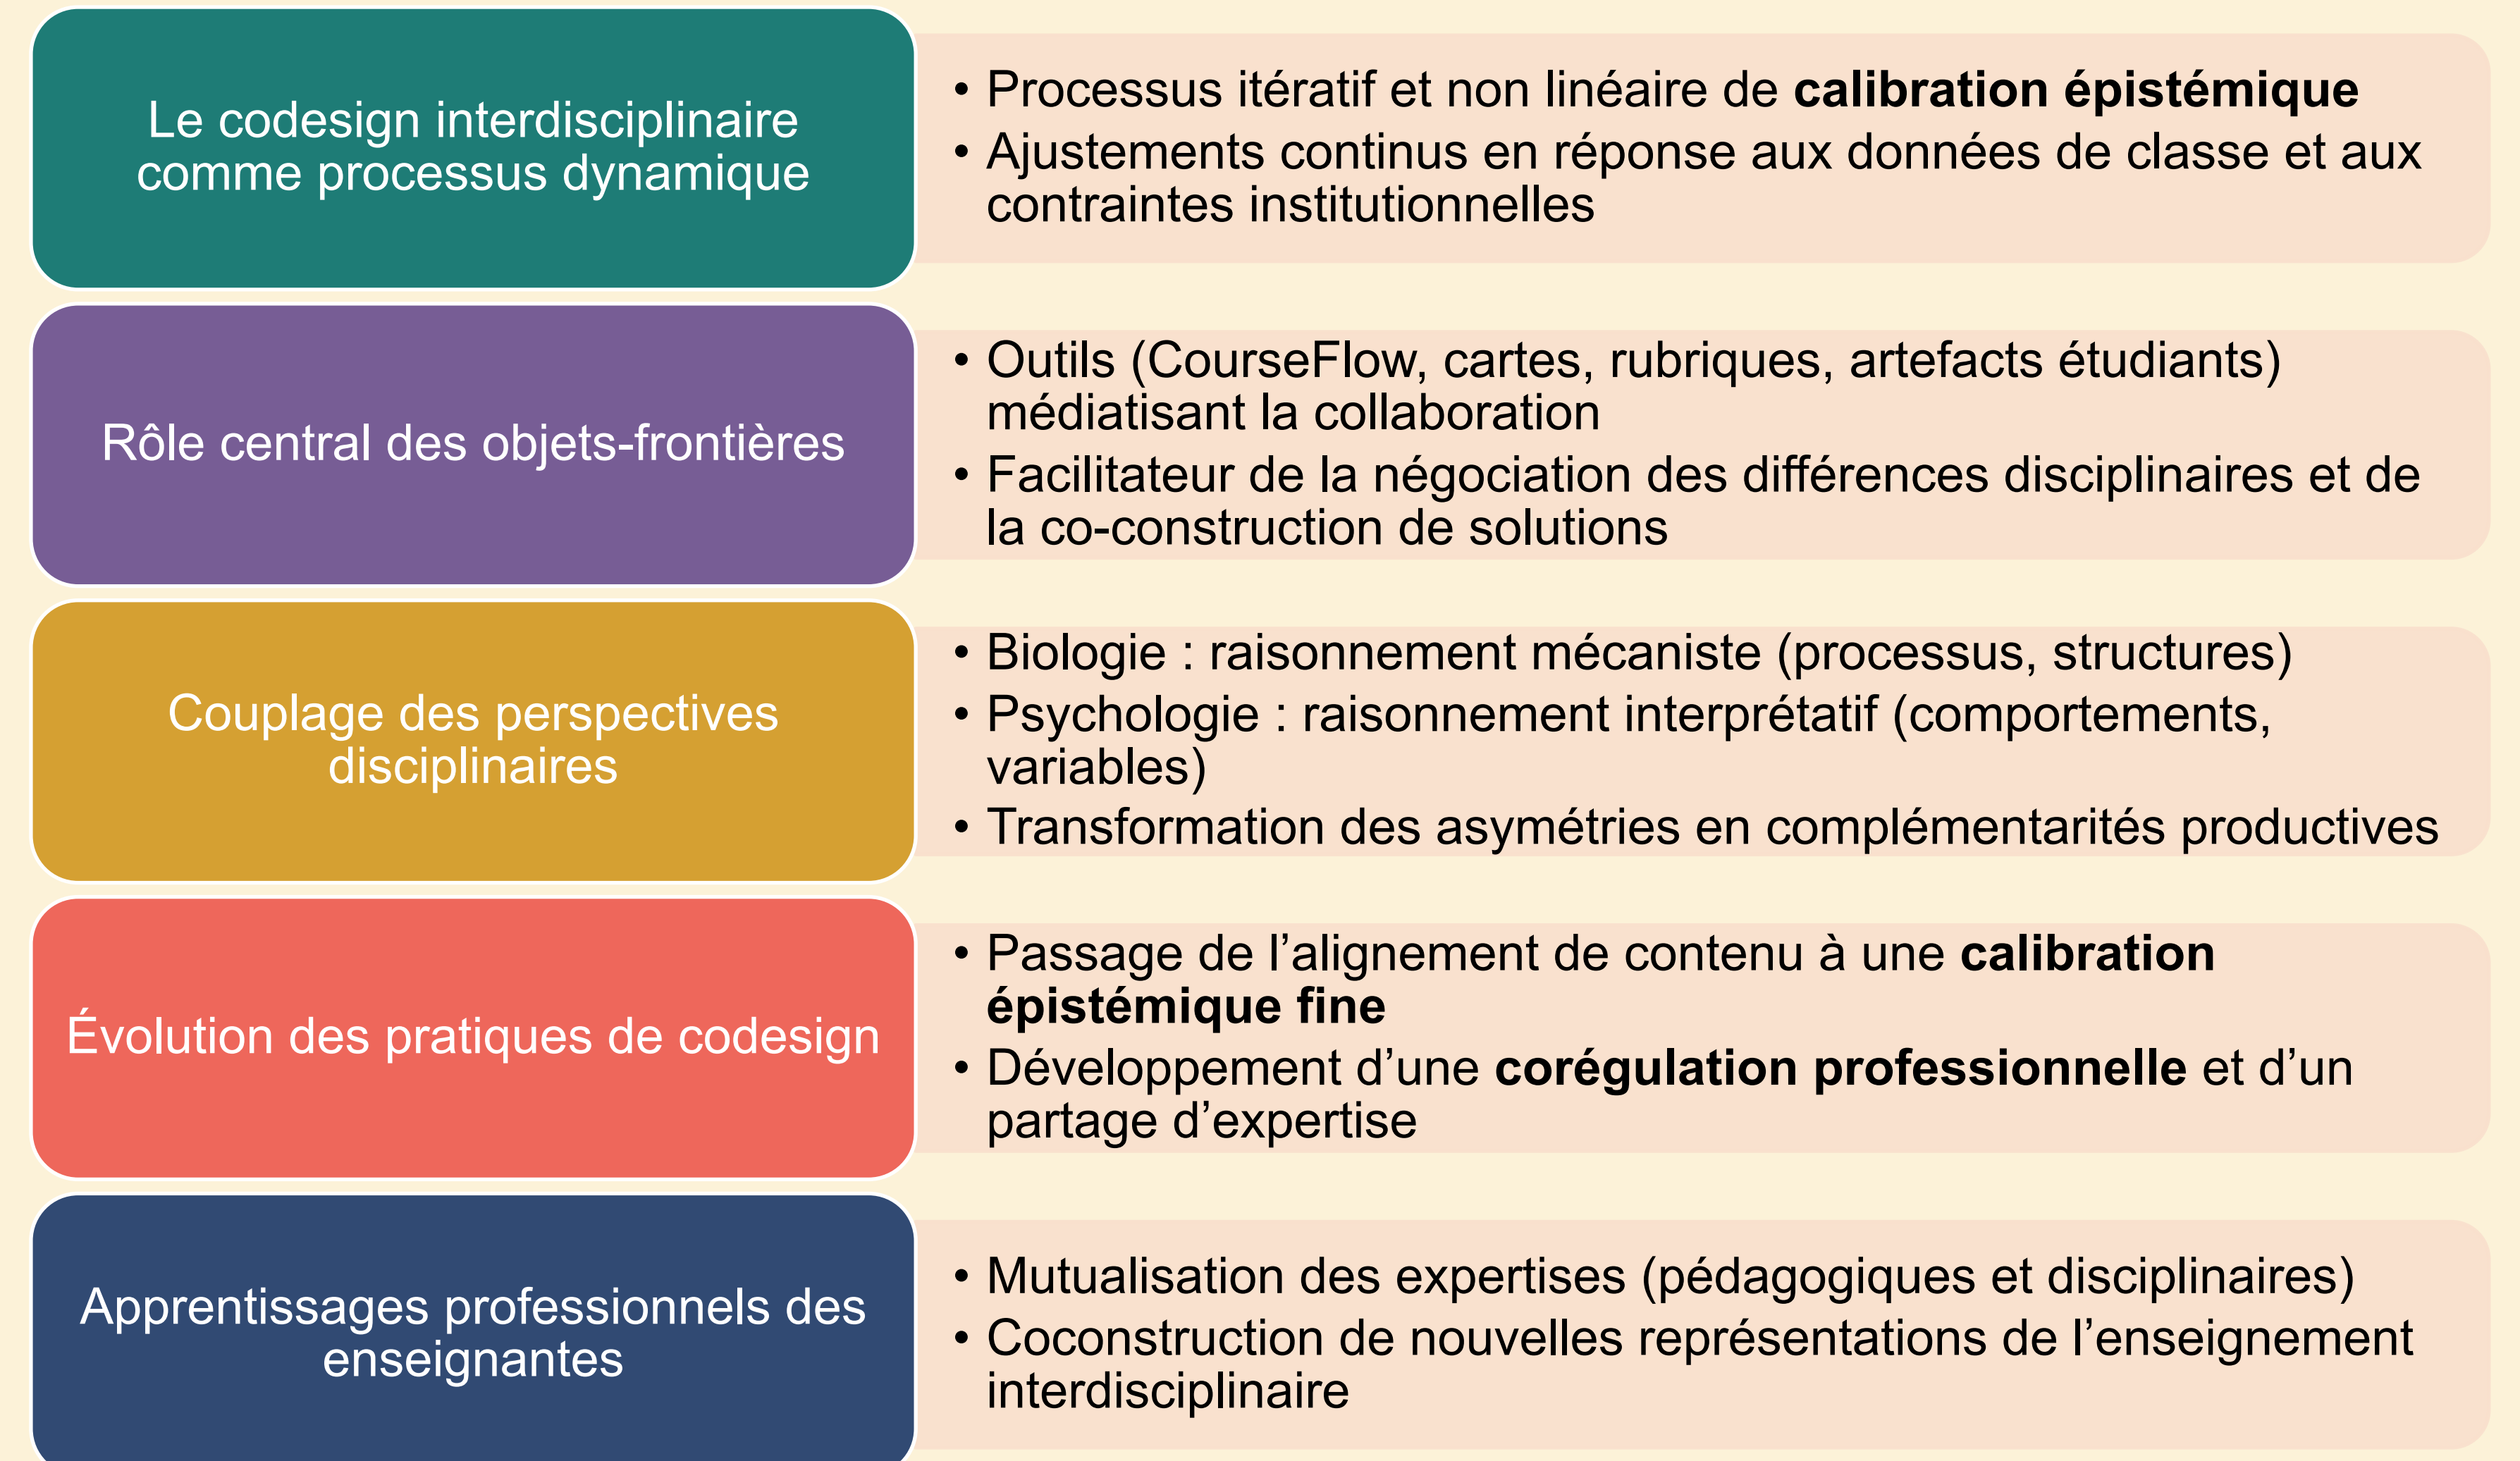 Le codesign interdisciplinaire
comme processus dynamique
• Processus itératif et non linéaire de calibration épistémique
• Ajustements continus en réponse aux données de classe et aux
contraintes institutionnelles
Rôle central des objets-frontières
• Outils (CourseFlow, cartes, rubriques, artefacts étudiants)
médiatisant la collaboration
• Facilitateur de la négociation des différences disciplinaires et de
la co-construction de solutions
Couplage des perspectives
disciplinaires
• Biologie : raisonnement mécaniste (processus, structures)
• Psychologie : raisonnement interprétatif (comportements,
variables)
• Transformation des asymétries en complémentarités productives
Évolution des pratiques de codesign
• Passage de l’alignement de contenu à une calibration
épistémique fine
• Développement d’une corégulation professionnelle et d’un
partage d’expertise
Apprentissages professionnels des
enseignantes
• Mutualisation des expertises (pédagogiques et disciplinaires)
• Coconstruction de nouvelles représentations de l’enseignement
interdisciplinaire